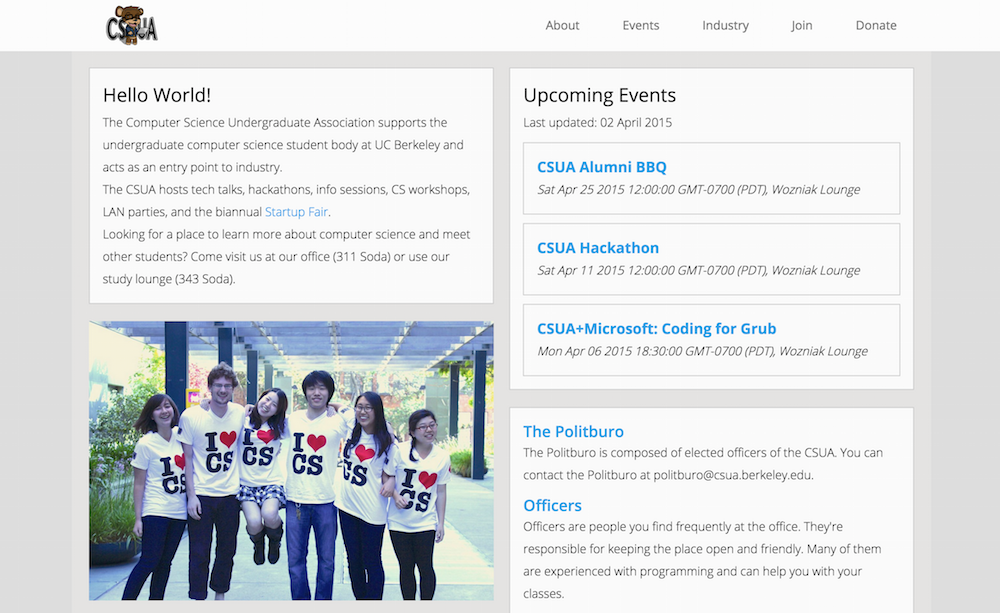 CSUA
About
Events
Industry
Join
Donate
Hello World!
The Computer Science Undergraduate Association supports the
undergraduate computer science student body at UC Berkeley and
acts as an entry point to industry.
The CSUA hosts tech talks, hackathons, info sessions, CS workshops,
LAN parties, and the biannual Startup Fair.
Looking for a place to learn more about computer science and meet
other students? Come visit us at our office (311 Soda) or use our
study lounge (343 Soda).
I
CS
I
CS
I
CS
I
CS
I
CS
I
CS
Upcoming Events
Last updated: 02 April 2015
CSUA Alumni BBQ
Sat Apr 25 2015 12:00:00 GMT-0700 (PDT), Wozniak Lounge
CSUA Hackathon
Sat Apr 11 2015 12:00:00 GMT-0700 (PDT), Wozniak Lounge
CSUA+Microsoft: Coding for Grub
Mon Apr 06 2015 18:30:00 GMT-0700 (PDT), Wozniak Lounge
The Politburo
The Politburo is composed of elected officers of the CSUA. You can
contact the Politburo at politburo@csua.berkeley.edu.
Officers
Officers are people you find frequently at the office. They're
responsible for keeping the place open and friendly. Many of them
are experienced with programming and can help you with your
classes.